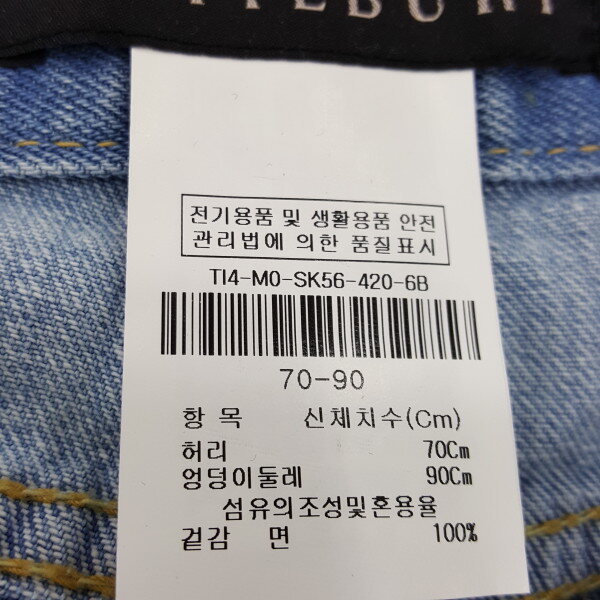 전기용품 및 생활용품 안전
관리법에 의한 품질표시
TI4-M0-SK56-420-6B
70-90
항 목 신체치수(Cm)
허리 70Cm
엉덩이둘레 90Cm
섬유의조성및혼용율
겉감 면 100%